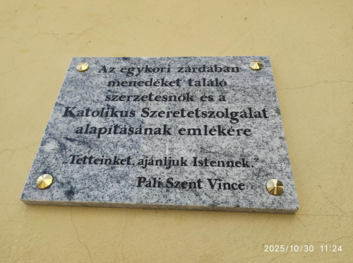 Az egykori zárdában
menedéket találó
szerzetesnők és a
Katolikus Szeretetszolgálat
alapításának emlékére
„Tetteinket, ajánljuk Istennek."
Páli Szent Vince
2025/10/30 11:24